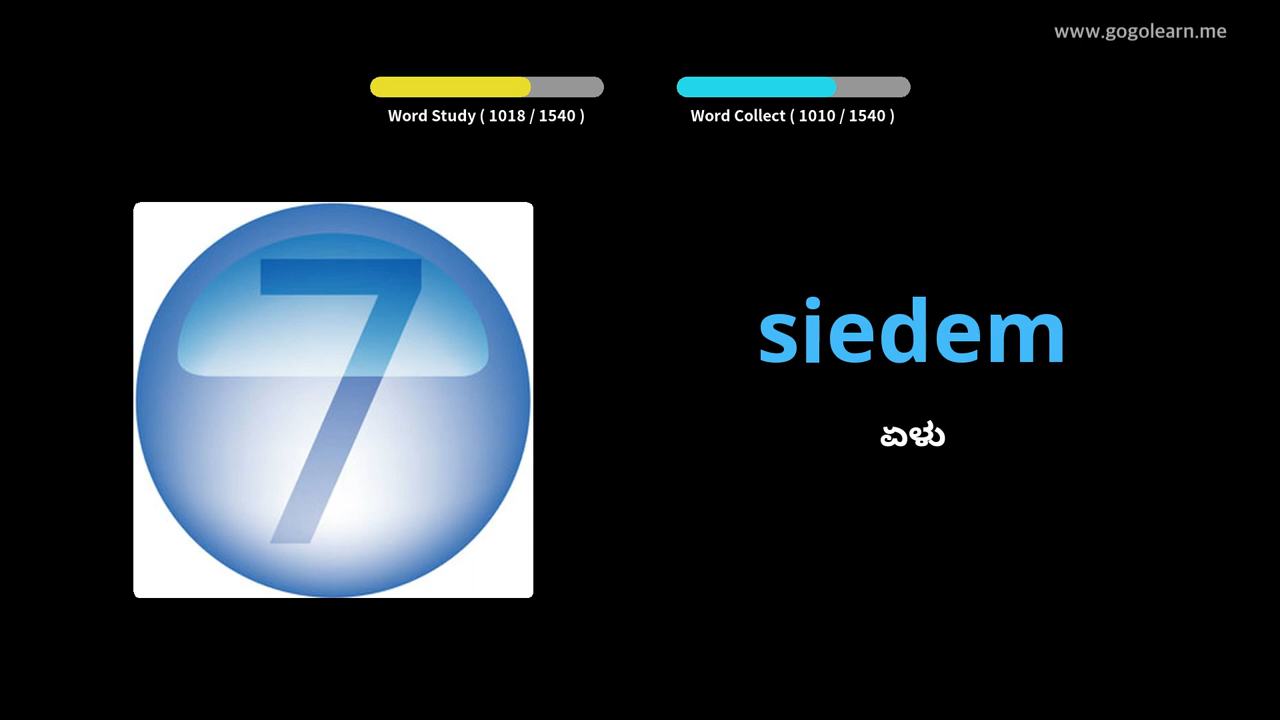 www.gogolearn.me
Word Study ( 1018 / 1540 )
Word Collect ( 1010 / 1540 )
7
siedem
ಏಳು